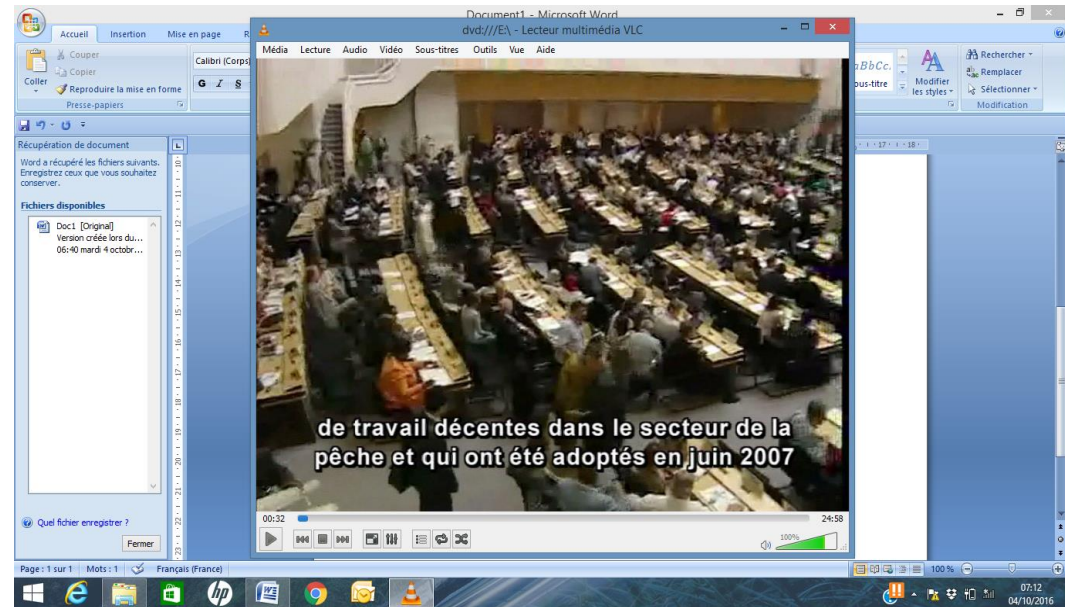 Document1 - Microsoft Word
Accueil Insertion Mise en page
Couper
Copier
Coller
Reproduire la mise en forme
Presse-papiers
Calibri (Corps)
G I S
dvd:///E:\ - Lecteur multimédia VLC
Média Lecture Audio Vidéo Sous-titres Outils Vue Aide
Modifier
les styles
Rechercher
Remplacer
Sélectionner
Modification
Récupération de document
Word a récupéré les fichiers suivants.
Enregistrez ceux que vous souhaitez
conserver.
Fichiers disponibles
Doc1 [Original]
Version créée lors du...
06:40 mardi 4 octobr...
Quel fichier enregistrer ?
Fermer
de travail décentes dans le secteur de la
pêche et qui ont été adoptés en juin 2007
00:32 24:58
100%
Page : 1 sur 1 Mots : 1 Français (France) 100 %
hp
07:12
04/10/2016